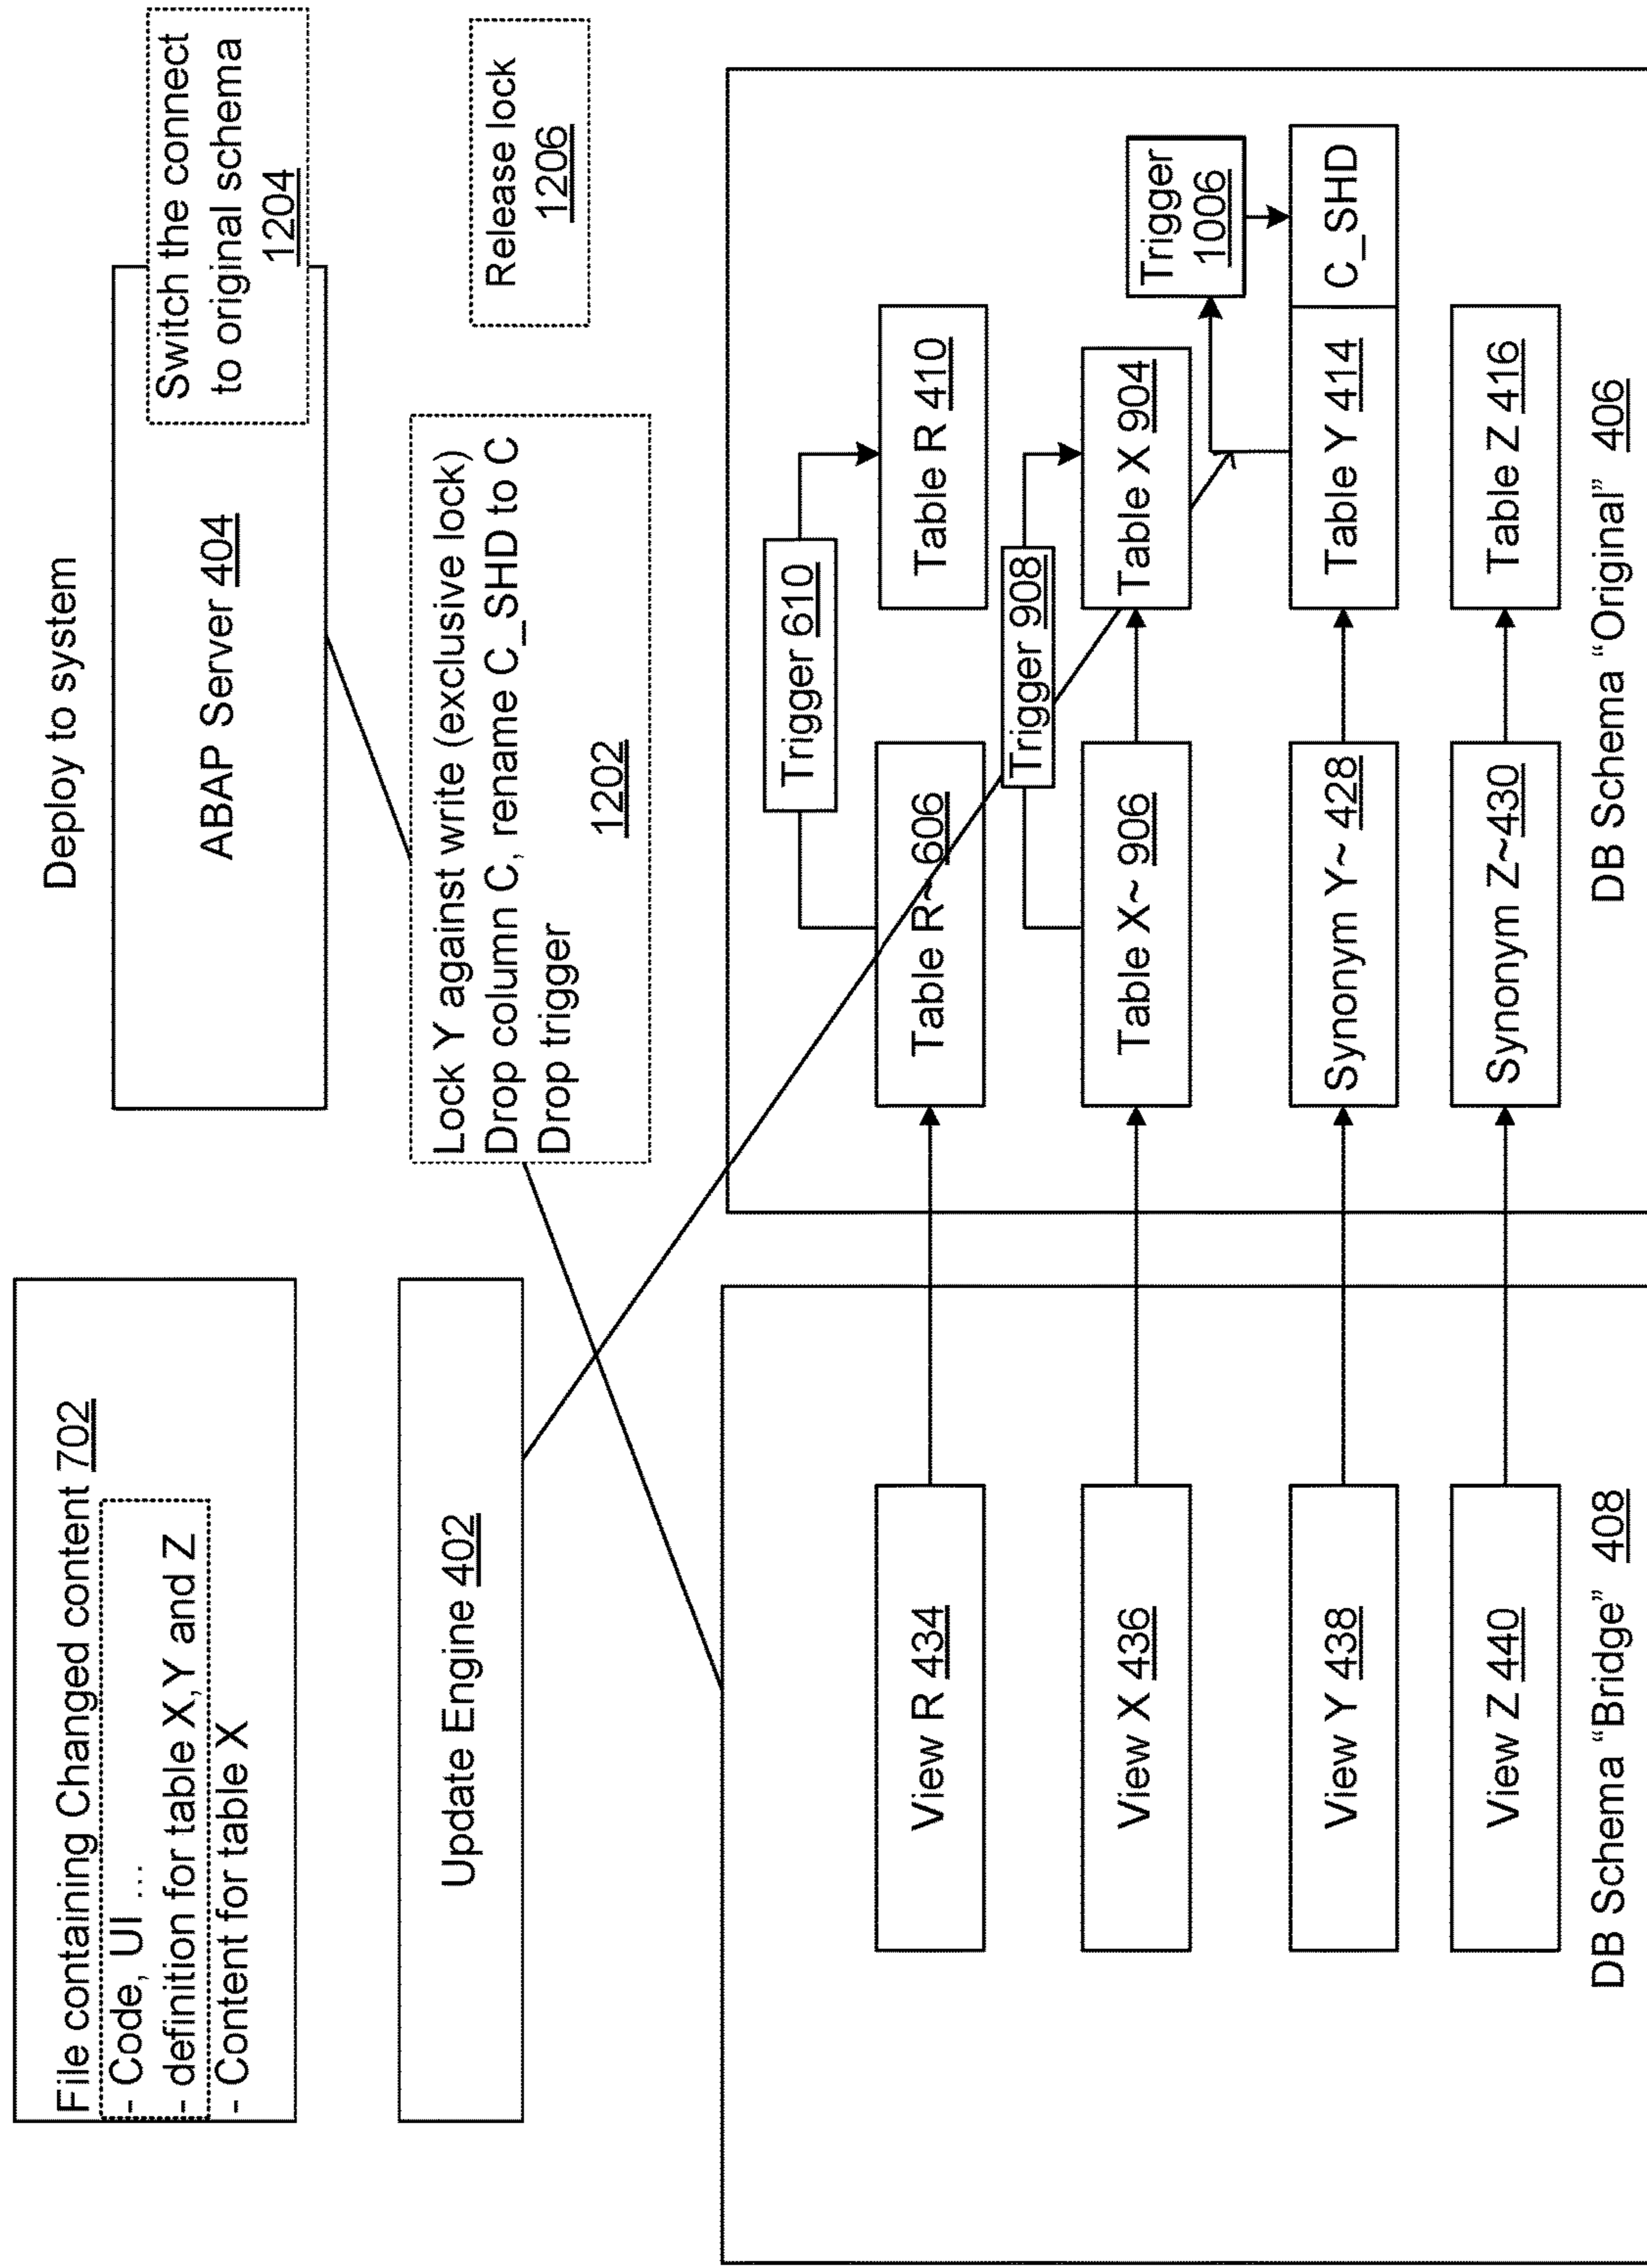 Deploy to system
File containing Changed content 702
- Code, UI ...
- definition for table X,Y and Z
- Content for table X
ABAP Server 404
Switch the connect
to original schema
1204
Update Engine 402
Lock Y against write (exclusive lock)
Drop column C, rename C_SHD to C
Drop trigger
1202
Release lock
1206
Trigger 610
View R 434
Table R~ 606
Table R 410
Trigger 908
Trigger
1006
View X 436
Table X~ 906
Table X 904
View Y 438
Synonym Y~ 428
Table Y 414
C_SHD
View Z 440
Synonym Z~430
Table Z 416
DB Schema “Bridge” 408
DB Schema “Original” 406